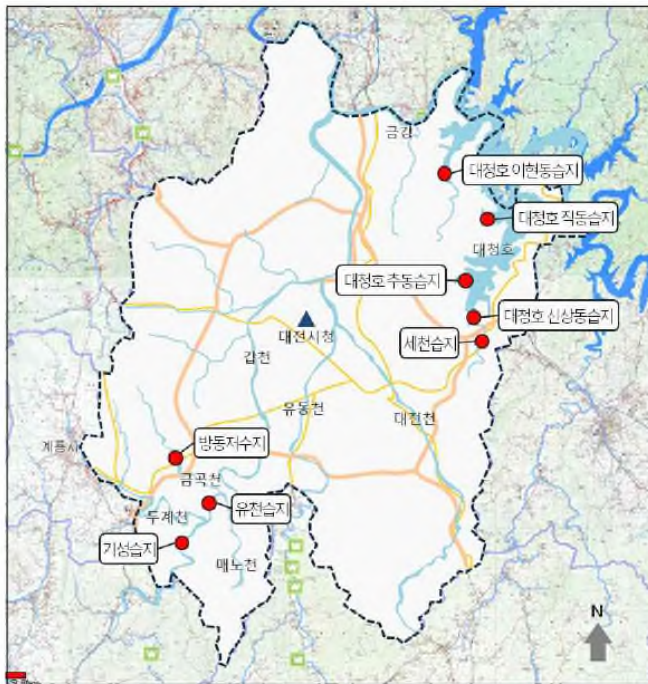 금강
대청호 이현동습지
대청호 직동습지
대청호
대청호 추동습지
대청호 신상동습지
대전시청
세천습지
갑천
유동천
대전천
방동저수지
계룡시
금곡천
유천습지
두계천
기성습지
매노천
N